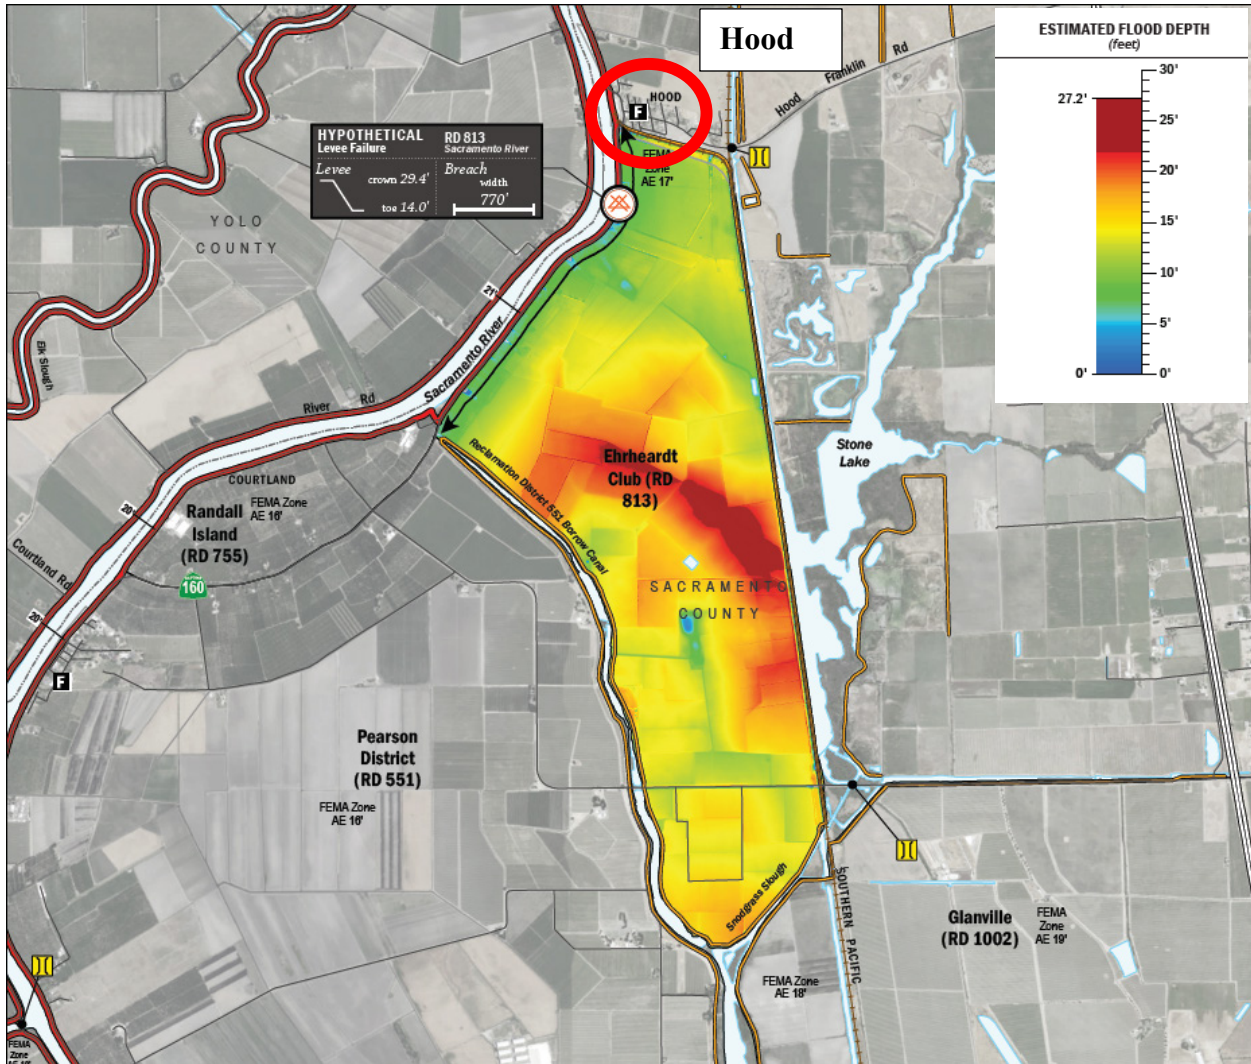 Hood
ESTIMATED FLOOD DEPTH
(feet)
30'
27.2'
20'
15'
10'
5'
0'
0'
Hood Franklin Rd
HOOD
F
FEMA
Zone
AE 17'
HYPOTHETICAL
Levee Failure
RD 813
Sacramento River
Levee
crown 29.4'
toe 14.0'
Breach
width
770'
YOLO
COUNTY
Elk Slough
21'
Sacramento River
River Rd
COURTLAND
FEMA Zone
AE 16'
Randall
Island
(RD 755)
20'
Courtland Rd
160
20'
F
Reclamation District 551 Borrow Canal
Ehrheardt
Club (RD
813)
Stone
Lake
SACRAMENTO
COUNTY
Pearson
District
(RD 551)
FEMA Zone
AE 16'
Snodgrass Slough
SOUTHERN PACIFIC
Glanville
(RD 1002)
FEMA
Zone
AE 19'
FEMA Zone
AE 18'
FEMA
Zone